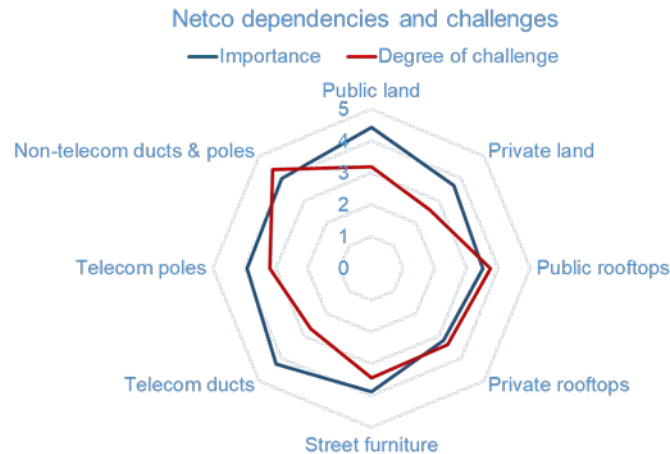 Netco dependencies and challenges
Importance
Degree of challenge
Public land
5
Non-telecom ducts & poles
4
Private land
3
2
1
Telecom poles
0
Public rooftops
Telecom ducts
Private rooftops
Street furniture